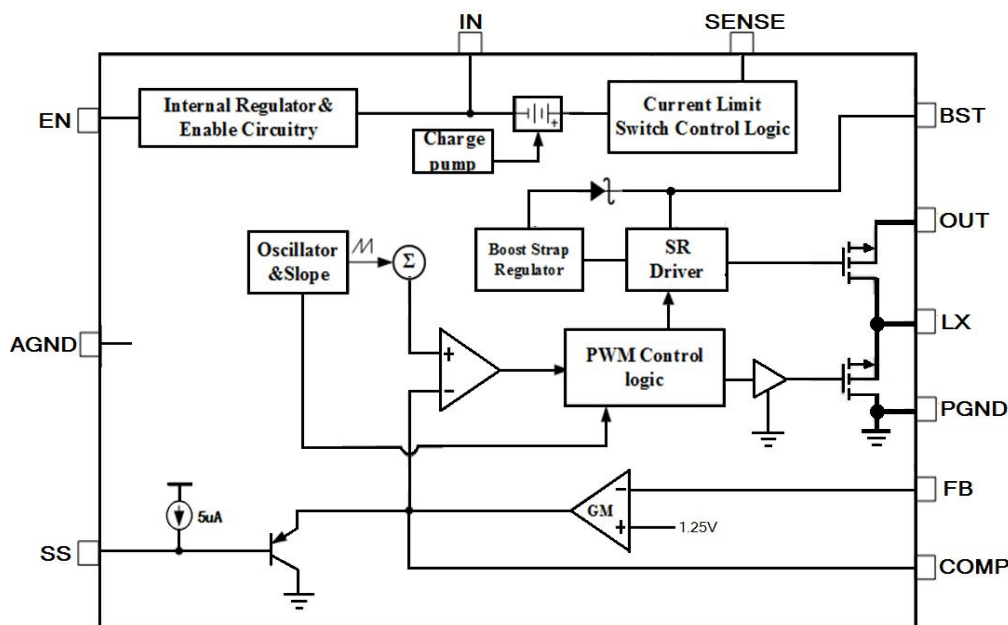 IN
SENSE
EN
Internal Regulator &
Enable Circuitry
Charge
pump
+
Current Limit
Switch Control Logic
BST
OUT
Oscillator
&Slope
Σ
Boost Strap
Regulator
SR
Driver
AGND
LX
+
−
PWM Control
logic
PGND
FB
GM
−
+
1.25V
5uA
SS
COMP